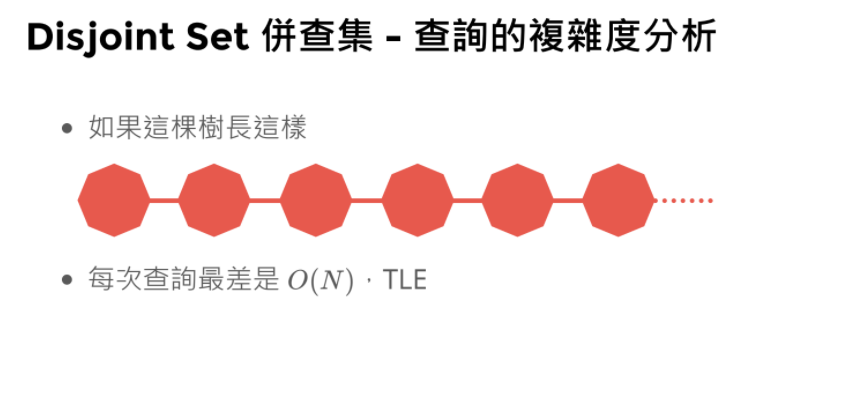 Disjoint Set 併查集 - 查詢的複雜度分析
• 如果這棵樹長這樣
• 每次查詢最差是 O(N)，TLE